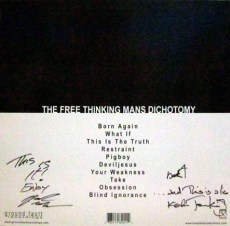 THE FREE THINKING MANS DICHOTOMY
Born Again
What If
This Is The Truth
Restraint
Pigboy
Deviljesus
Your Weakness
Take
Obsession
Blind Ignorance
This is
it!
Enjoy
...and This is also